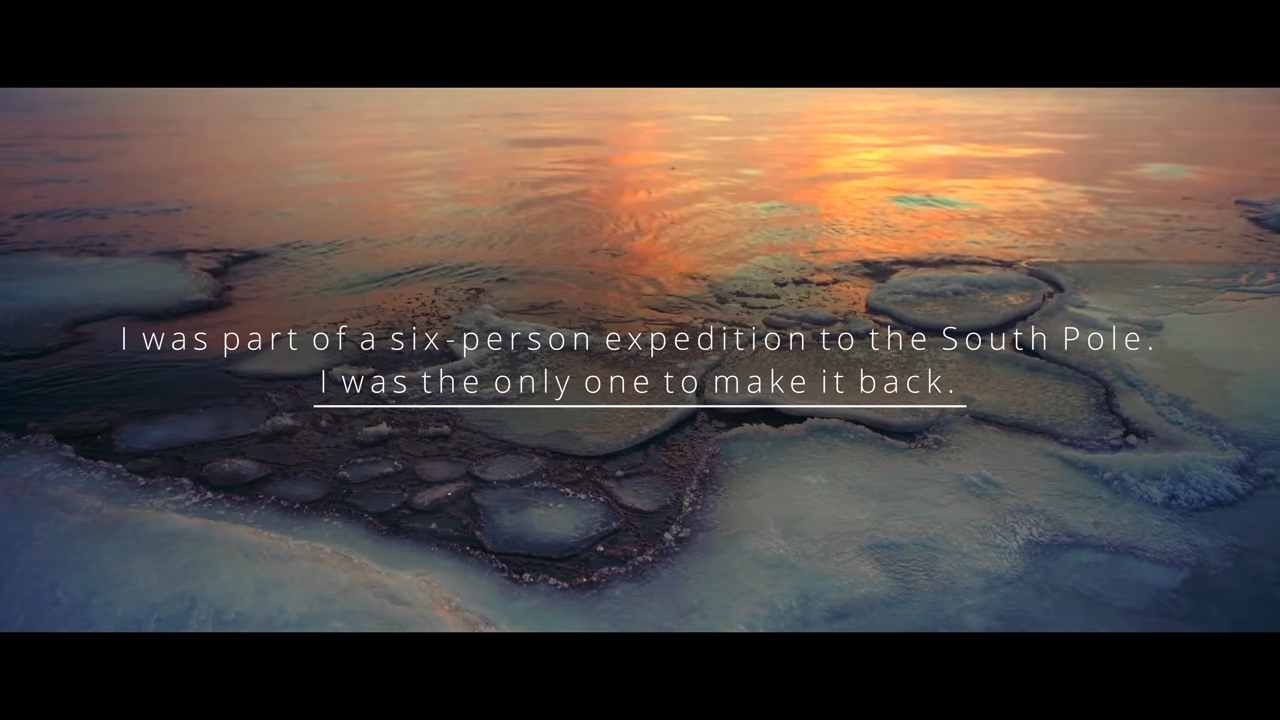 I was part of a six-person expedition to the South Pole.
I was the only one to make it back.